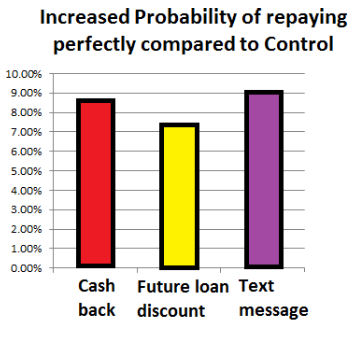 Increased Probability of repaying
perfectly compared to Control
10.00%
9.00%
8.00%
7.00%
6.00%
5.00%
4.00%
3.00%
2.00%
1.00%
0.00%
Cash back
Future loan discount
Text message